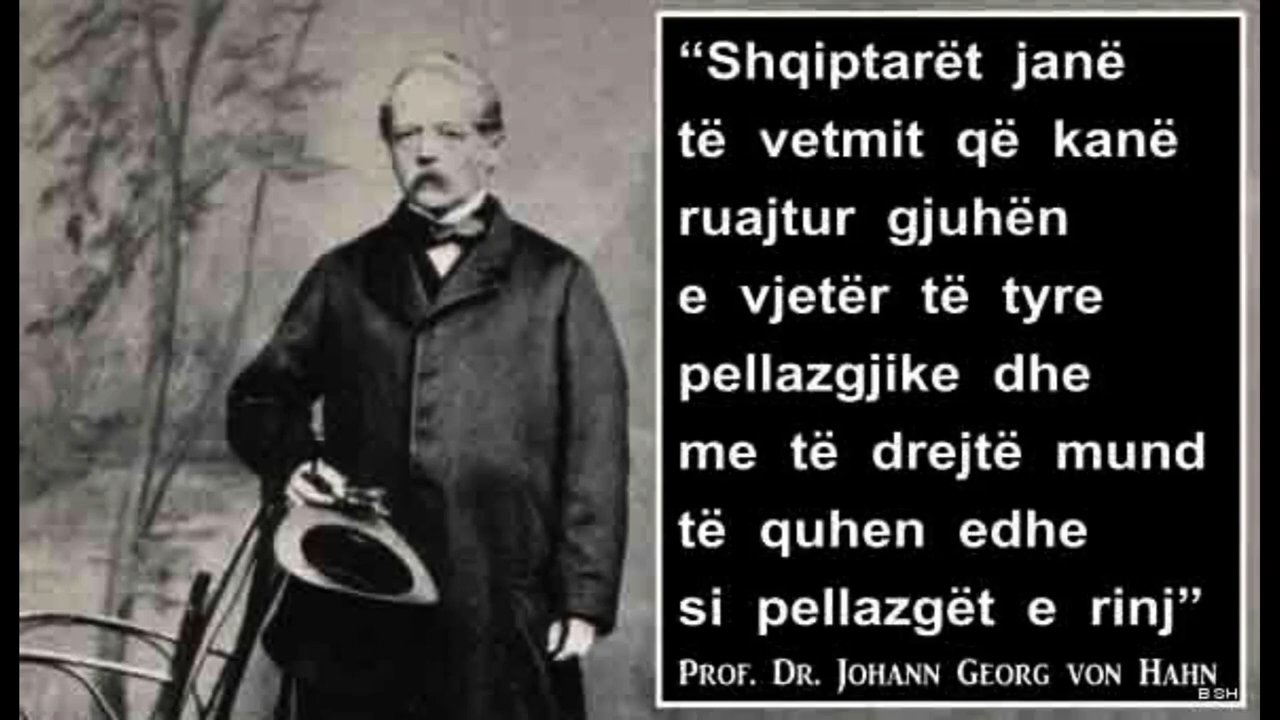 “Shqiptarët janë
të vetmit që kanë
ruajtur gjuhën
e vjetër të tyre
pellazgjike dhe
me të drejtë mund
të quhen edhe
si pellazgët e rinj”
Prof. Dr. Johann Georg von Hahn
BSH